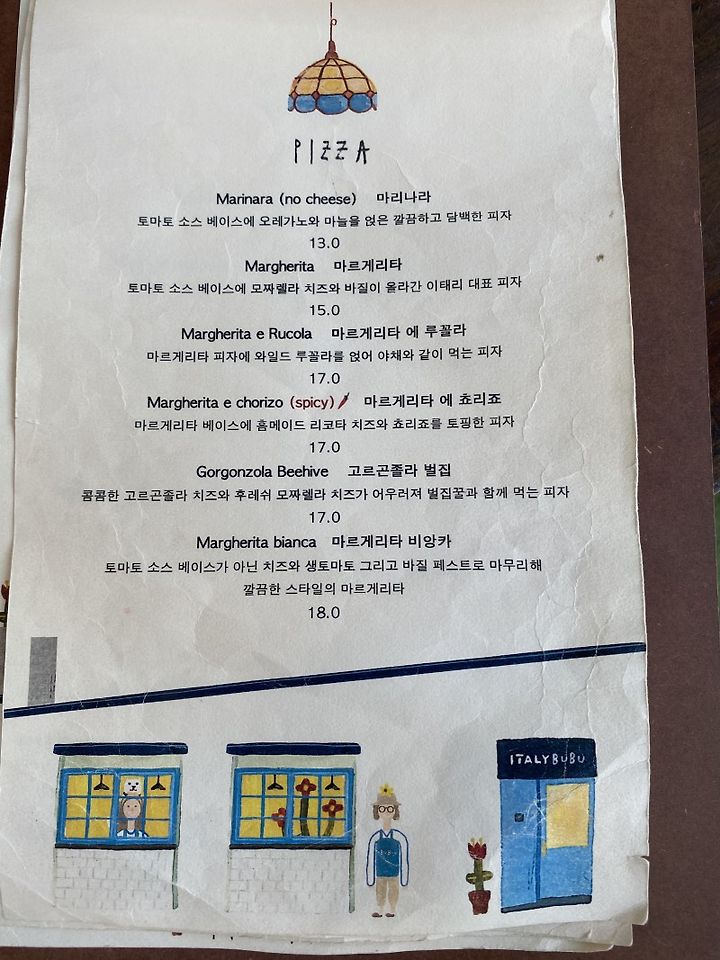 PIZZA
Marinara (no cheese) 마리나라
토마토 소스 베이스에 오레가노와 마늘을 얹은 깔끔하고 담백한 피자
13.0
Margherita 마르게리타
토마토 소스 베이스에 모짜렐라 치즈와 바질이 올라간 이태리 대표 피자
15.0
Margherita e Rucola 마르게리타 에 루꼴라
마르게리타 피자에 와일드 루꼴라를 얹어 야채와 같이 먹는 피자
17.0
Margherita e chorizo (spicy) 마르게리타 에 쵸리죠
마르게리타 베이스에 홈메이드 리코타 치즈와 쵸리죠를 토핑한 피자
17.0
Gorgonzola Beehive 고르곤졸라 벌집
콤콤한 고르곤졸라 치즈와 후레쉬 모짜렐라 치즈가 어우러져 벌집꿀과 함께 먹는 피자
17.0
Margherita bianca 마르게리타 비앙카
토마토 소스 베이스가 아닌 치즈와 생토마토 그리고 바질 페스트로 마무리해
깔끔한 스타일의 마르게리타
18.0
ITALYBUBU